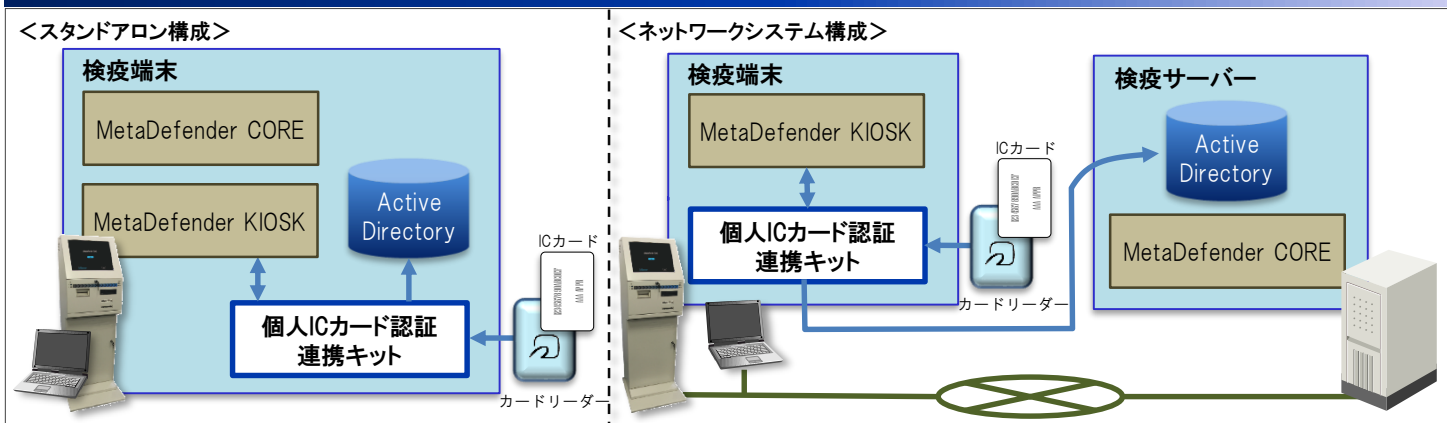 ＜スタンドアロン構成＞
検疫端末
MetaDefender CORE
MetaDefender KIOSK
Active
Directory
ICカード
個人ICカード認証
連携キット
カードリーダー
＜ネットワークシステム構成＞
検疫端末
MetaDefender KIOSK
ICカード
個人ICカード認証
連携キット
カードリーダー
検疫サーバー
Active
Directory
MetaDefender CORE